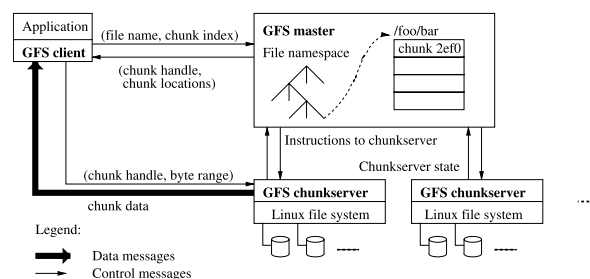 Application
GFS client
(file name, chunk index)
(chunk handle,
chunk locations)
GFS master
File namespace
/foo/bar
chunk 2ef0
Instructions to chunkserver
Chunkserver state
(chunk handle, byte range)
chunk data
GFS chunkserver
Linux file system
GFS chunkserver
Linux file system
Legend:
Data messages
Control messages